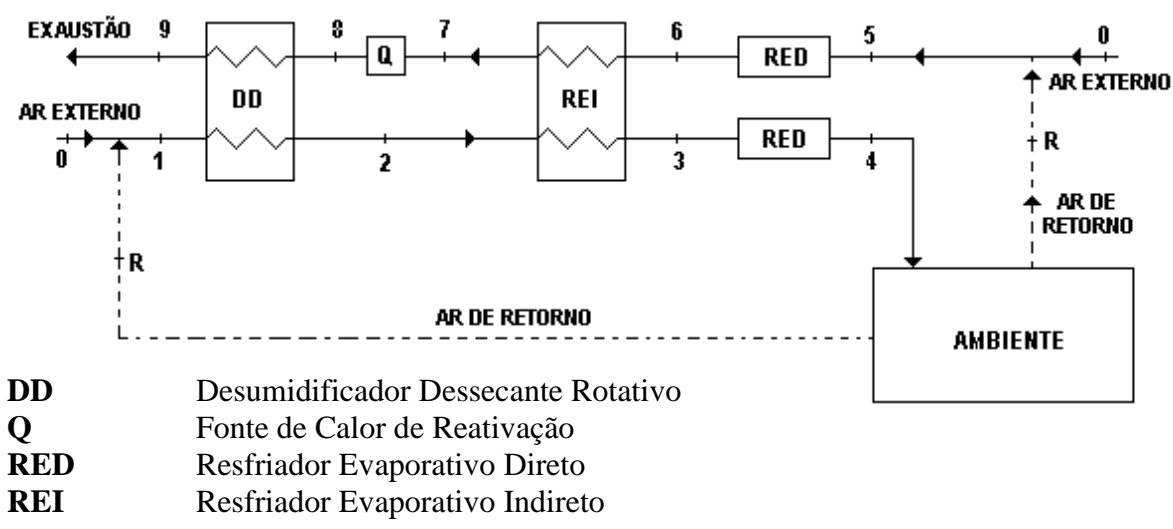 EXAUSTÃO 9 8 7 6 5 0
Q RED
AR EXTERNO
DD REI
AR EXTERNO
R
RED
0 1 2 3 4
AR DE
RETORNO
R
AR DE RETORNO
AMBIENTE
DD Desumidificador Dessecante Rotativo
Q Fonte de Calor de Reativação
RED Resfriador Evaporativo Direto
REI Resfriador Evaporativo Indireto